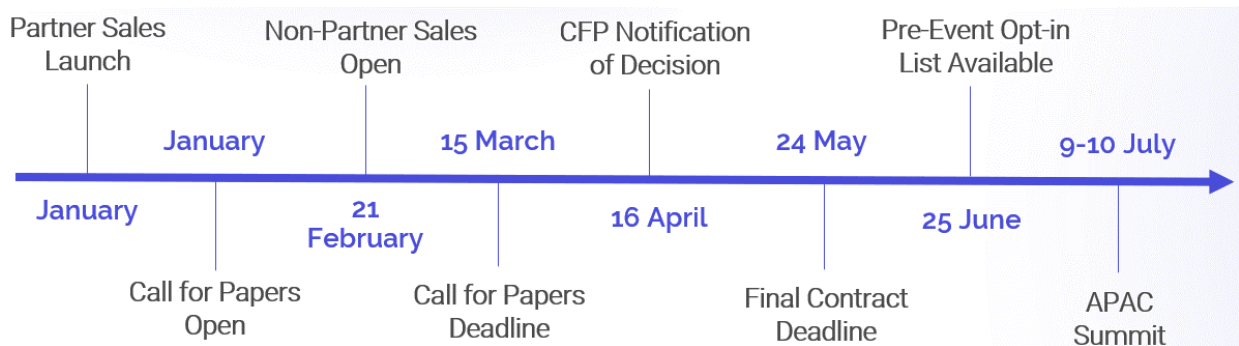 Partner Sales
Launch
Non-Partner Sales
Open
CFP Notification
of Decision
Pre-Event Opt-in
List Available
January
15 March
24 May
9-10 July
January
21
February
16 April
25 June
Call for Papers
Open
Call for Papers
Deadline
Final Contract
Deadline
APAC
Summit